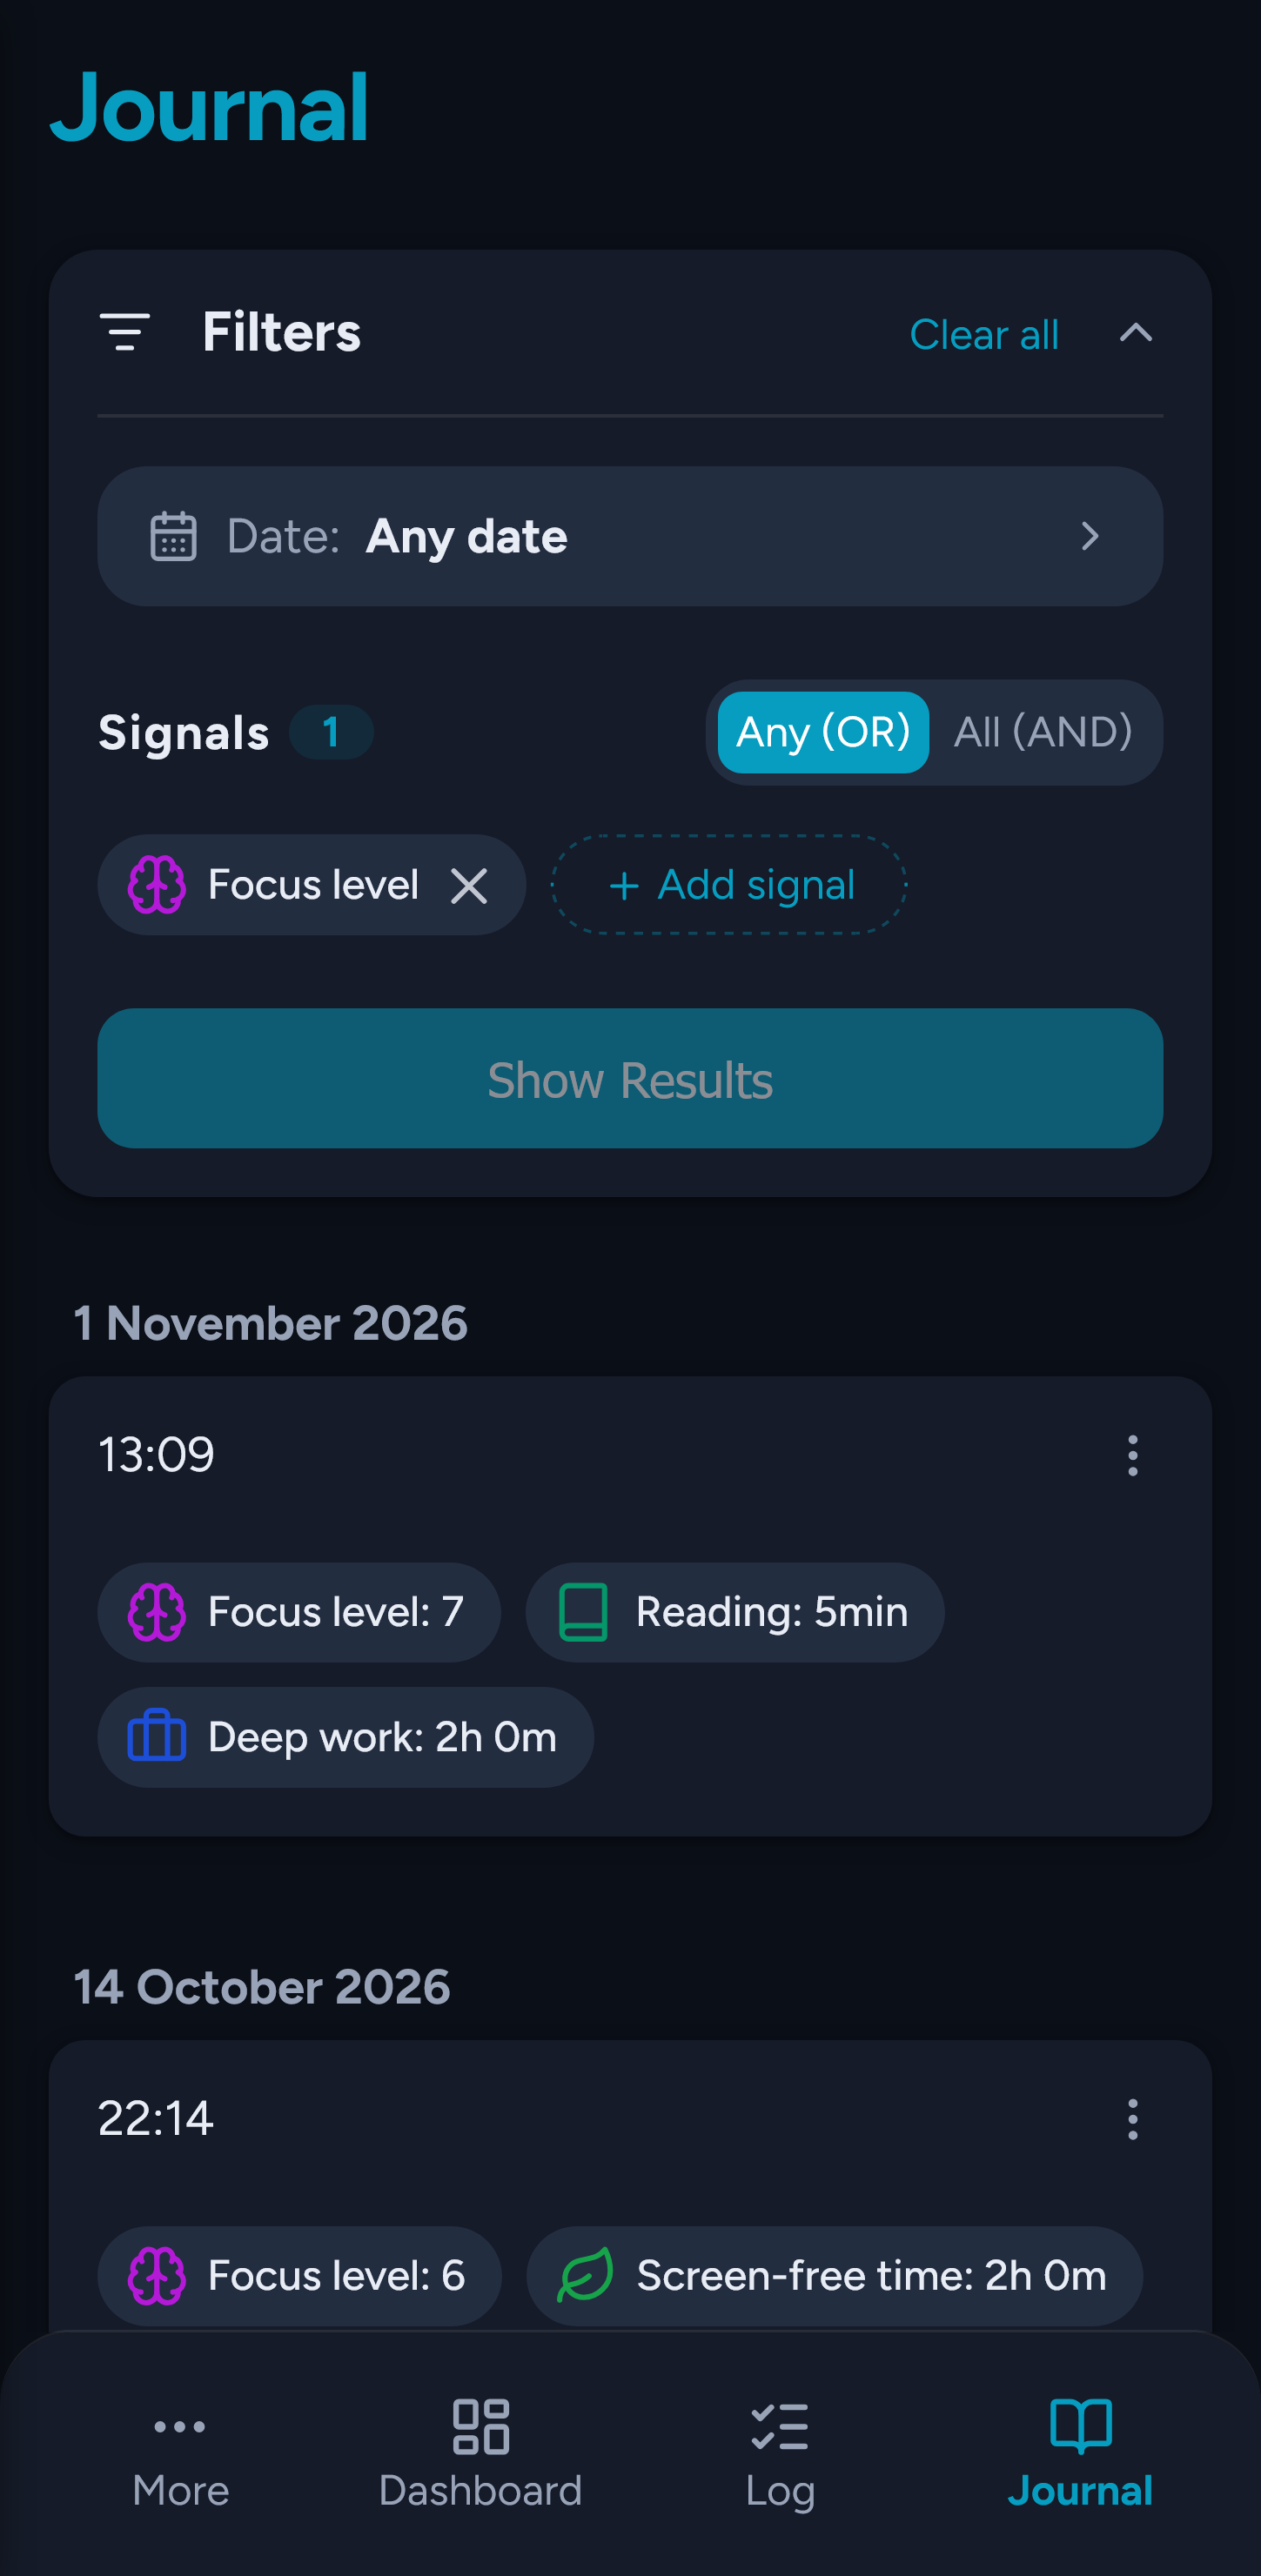 Journal
Filters
Clear all
Date: Any date
Signals 1
Any (OR) All (AND)
Focus level
+ Add signal
Show Results
1 November 2026
13:09
Focus level: 7
Reading: 5min
Deep work: 2h 0m
14 October 2026
22:14
Focus level: 6
Screen-free time: 2h 0m
More
Dashboard
Log
Journal